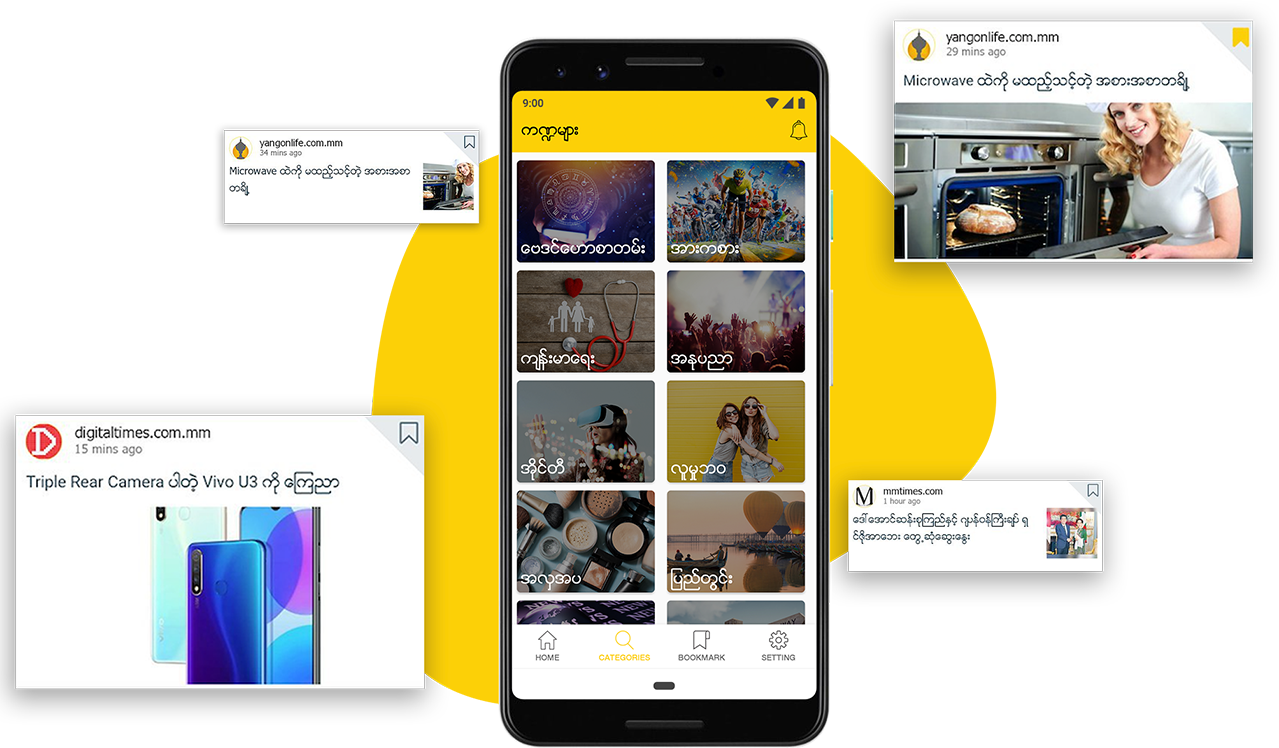 yangonlife.com.mm
29 mins ago
Microwave ထဲကို မထည့်သင့်တဲ့ အစားအစာတချို့
yangonlife.com.mm
34 mins ago
Microwave ထဲကို မထည့်သင့်တဲ့ အစားအစာ
တချို့
9:00
ကဏ္ဍများ
ဗေဒင်ဟောစာတမ်း
အားကစား
ကျန်းမာရေး
အနုပညာ
အိုင်တီ
လူမှုဘဝ
အလှအပ
ပြည်တွင်း
NEW
HOME
CATEGORIES
BOOKMARK
SETTING
digitaltimes.com.mm
15 mins ago
Triple Rear Camera ပါတဲ့ Vivo U3 ကို ကြေညာ
vivo
M
mmtimes.com
1 hour ago
ဒေါ်အောင်ဆန်းစုကြည်နှင့် ဂျပန်ဝန်ကြီးချုပ် ရှ
င်ဇိုအာဘေး တွေ့ဆုံဆွေးနွေး